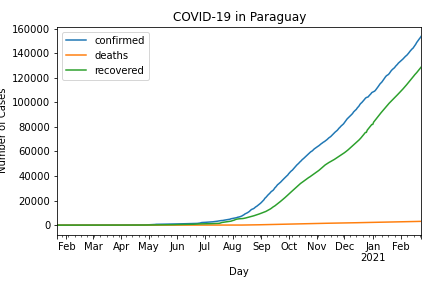 COVID-19 in Paraguay
160000
140000
120000
100000
80000
60000
40000
20000
0
Number of Cases
confirmed
deaths
recovered
Feb Mar Apr May Jun Jul Aug Sep Oct Nov Dec Jan Feb
2021
Day